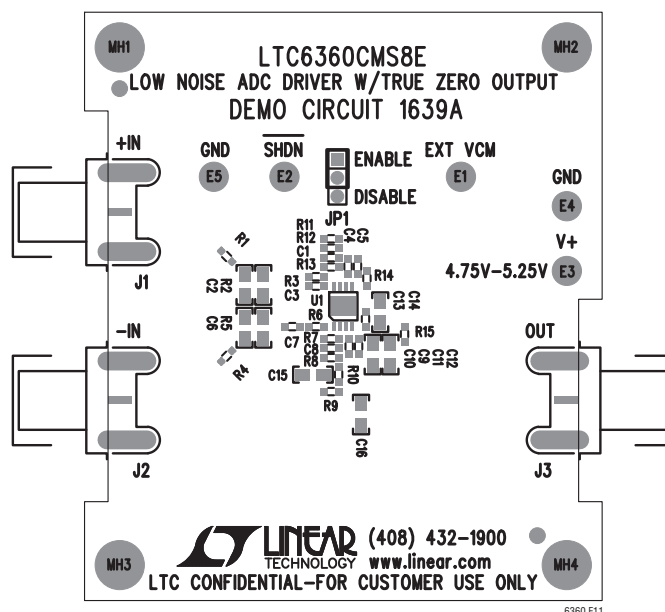 MH1
MH2
LTC6360CMS8E
LOW NOISE ADC DRIVER W/TRUE ZERO OUTPUT
DEMO CIRCUIT 1639A
+IN
GND
SHDN
ENABLE
EXT VCM
E5
E2
E1
GND
DISABLE
E4
JP1
V+
4.75V-5.25V
E3
J1
R1
R11
R12
C1
R13
C4
C5
R14
R3
C3
C2
R2
U1
C13
C14
R6
-IN
C6
R5
C7
R7
C8
R8
R15
OUT
R4
C10
C9
C11
C12
C15
R10
R9
C16
J2
J3
LINEAR
TECHNOLOGY
(408) 432-1900
www.linear.com
MH3
MH4
LTC CONFIDENTIAL-FOR CUSTOMER USE ONLY
6360 F11